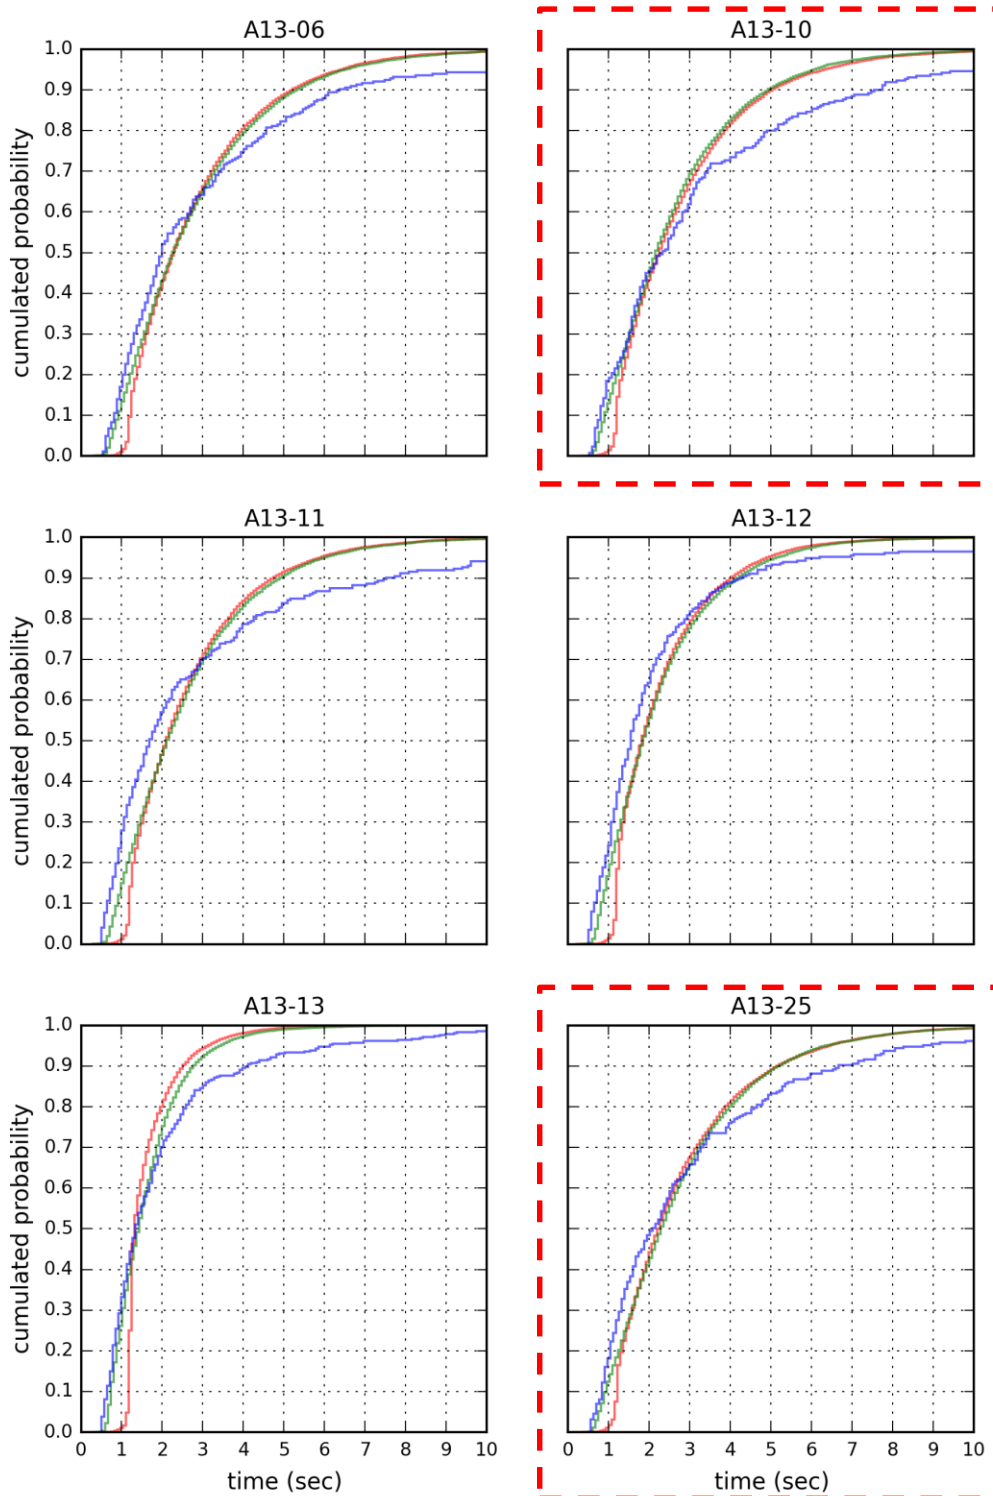 A13-06
A13-10
1.0
0.9
0.8
0.7
0.6
0.5
0.4
0.3
0.2
0.1
0.0
cumulated probability
A13-11
A13-12
1.0
0.9
0.8
0.7
0.6
0.5
0.4
0.3
0.2
0.1
0.0
cumulated probability
A13-13
A13-25
1.0
0.9
0.8
0.7
0.6
0.5
0.4
0.3
0.2
0.1
0.0
cumulated probability
0 1 2 3 4 5 6 7 8 9 10
0 1 2 3 4 5 6 7 8 9 10
time (sec)
time (sec)